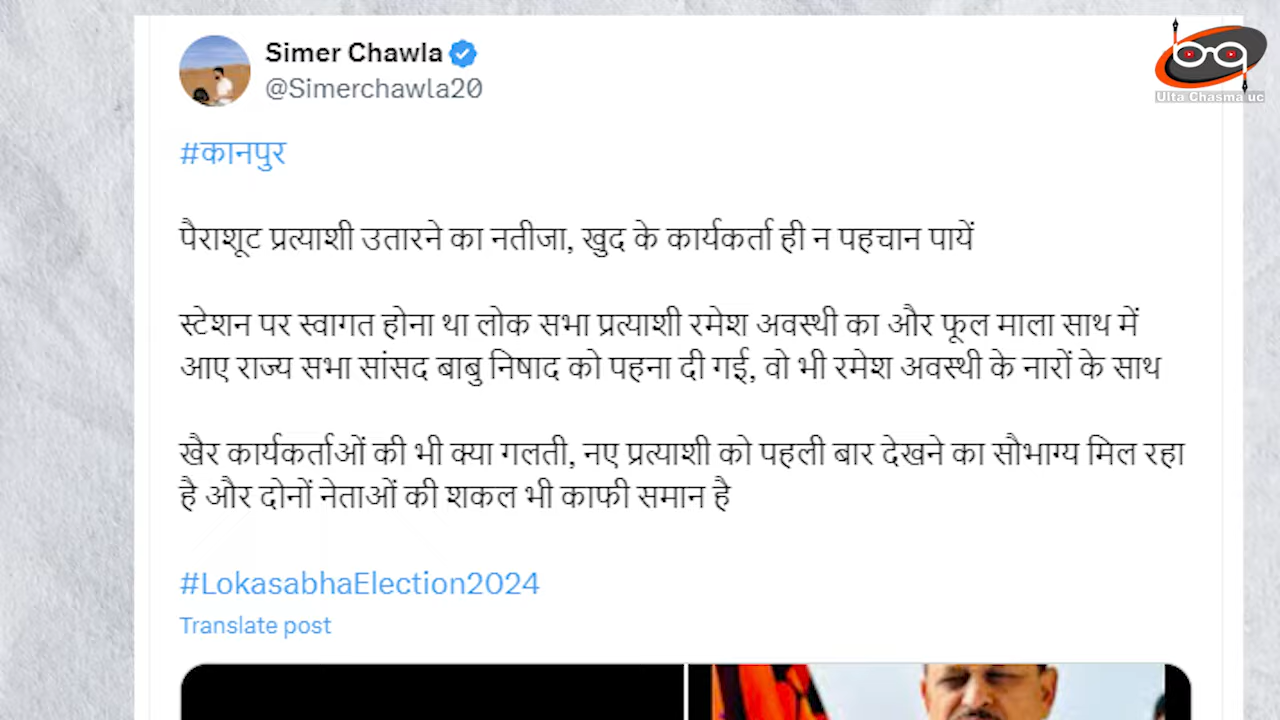 Simer Chawla
@Simerchawla20
Ulta Chasma uc
#कानपुर
पैराशूट प्रत्याशी उतारने का नतीजा, खुद के कार्यकर्ता ही न पहचान पायें
स्टेशन पर स्वागत होना था लोक सभा प्रत्याशी रमेश अवस्थी का और फूल माला साथ में
आए राज्य सभा सांसद बाबु निषाद को पहना दी गई, वो भी रमेश अवस्थी के नारों के साथ
खैर कार्यकर्ताओं की भी क्या गलती, नए प्रत्याशी को पहली बार देखने का सौभाग्य मिल रहा
है और दोनों नेताओं की शकल भी काफी समान है
#LokasabhaElection2024
Translate post